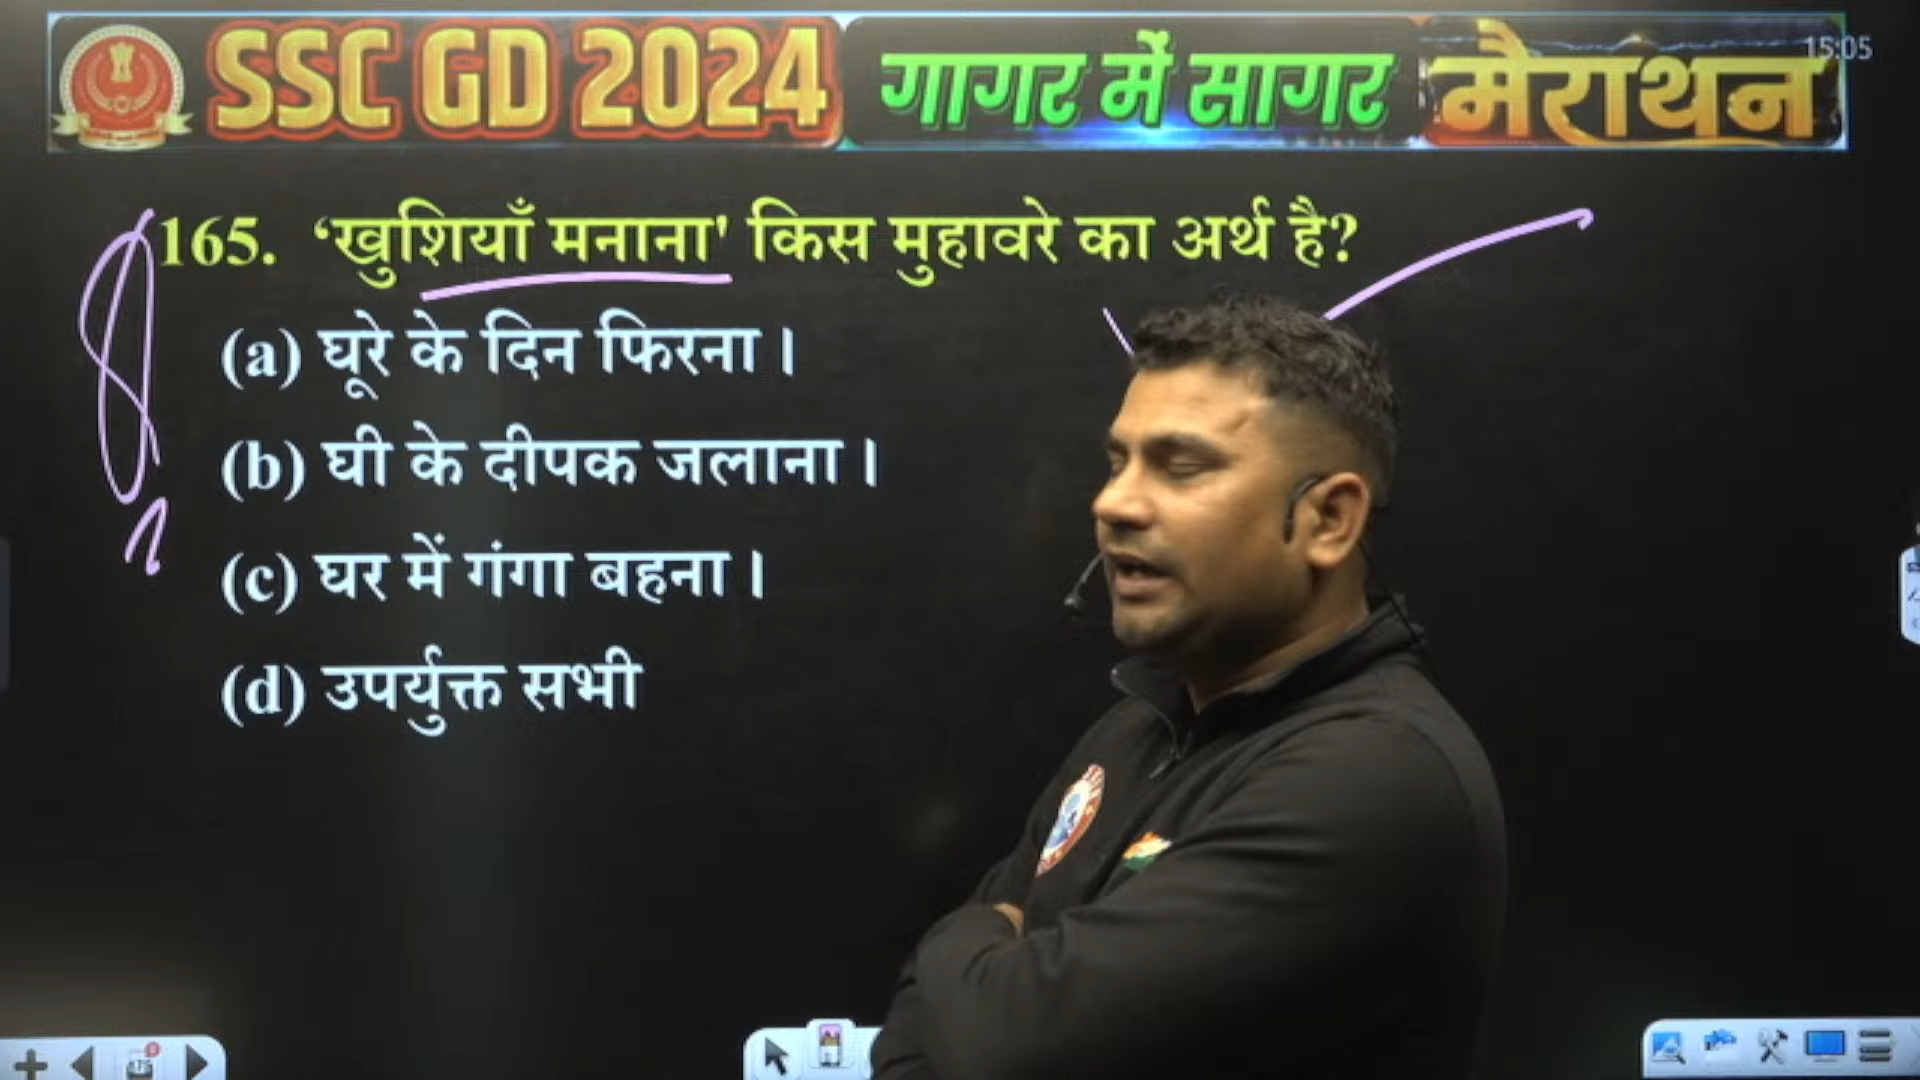 SSC GD 2024 गागर में सागर मैराथन
15:05
165. ‘खुशियाँ मनाना' किस मुहावरे का अर्थ है?
(a) घूरे के दिन फिरना।
(b) घी के दीपक जलाना।
(c) घर में गंगा बहना।
(d) उपर्युक्त सभी